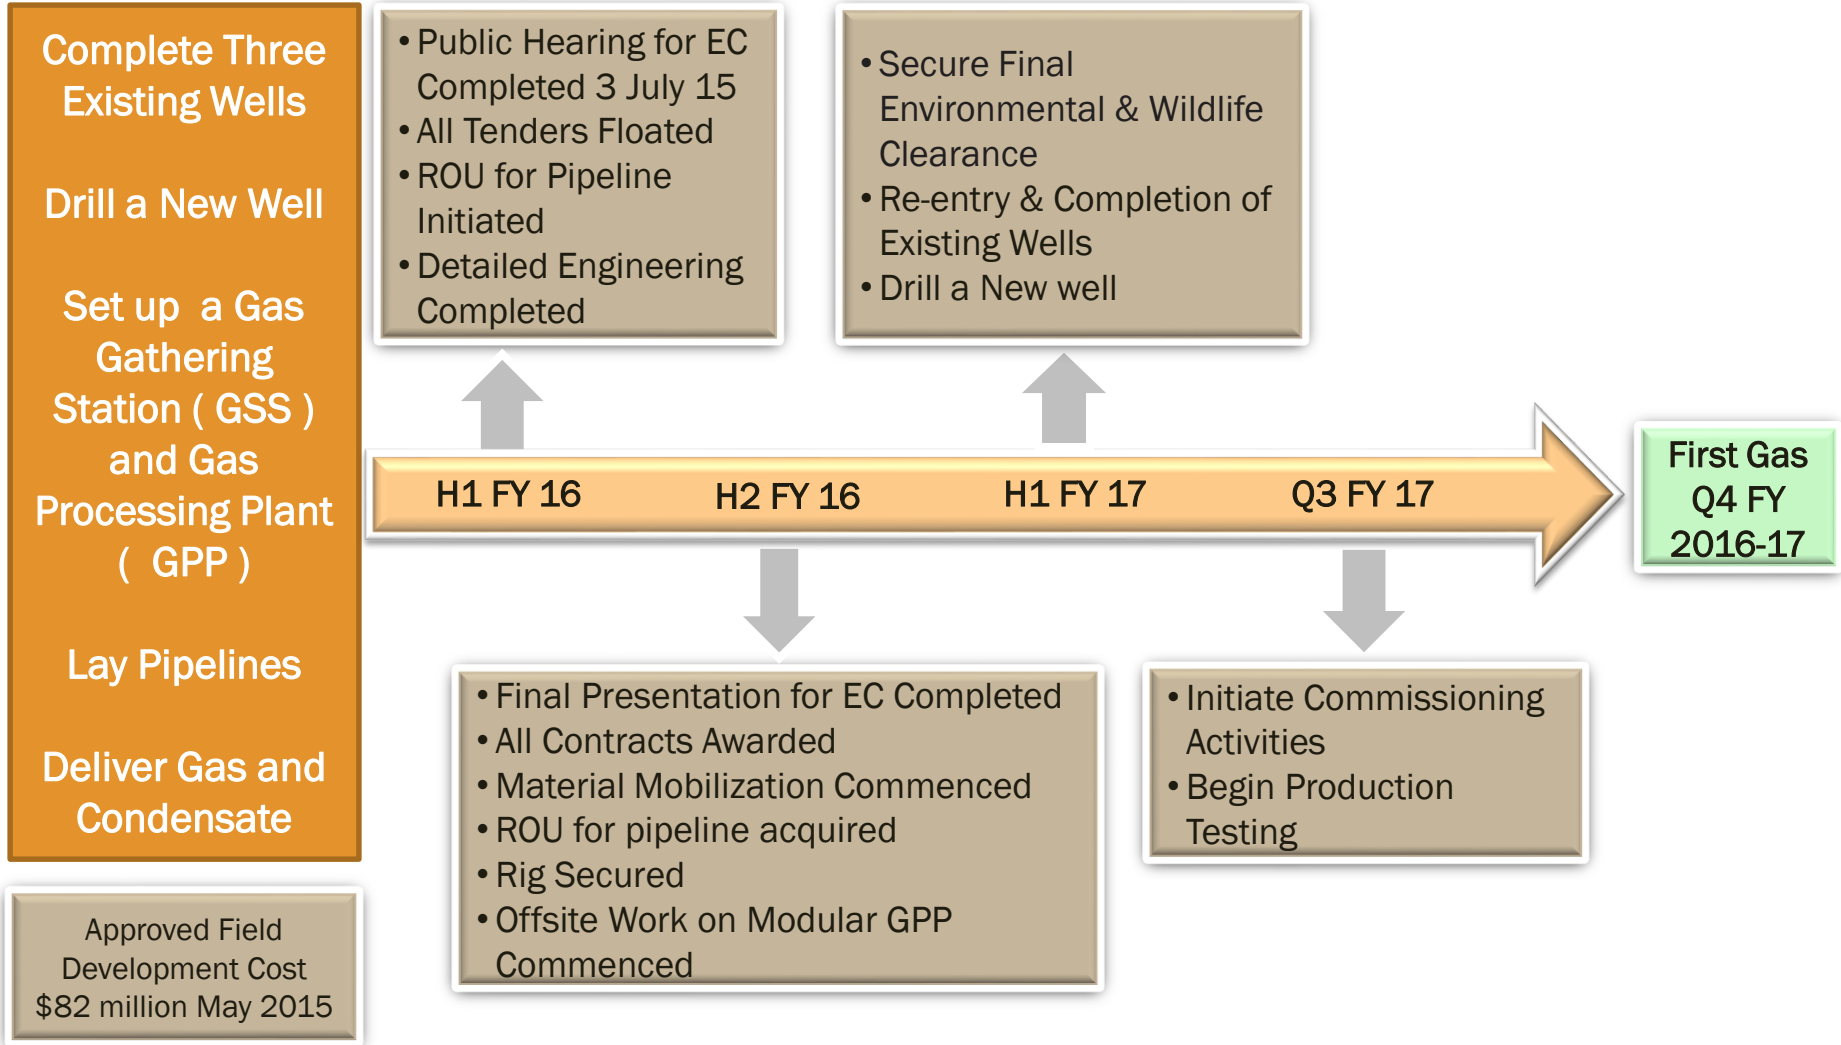 Complete Three
Existing Wells
Drill a New Well
Set up a Gas
Gathering
Station ( GSS )
and Gas
Processing Plant
( GPP )
Lay Pipelines
Deliver Gas and
Condensate
Approved Field
Development Cost
$82 million May 2015
• Public Hearing for EC
Completed 3 July 15
• All Tenders Floated
• ROU for Pipeline
Initiated
• Detailed Engineering
Completed
• Secure Final
Environmental & Wildlife
Clearance
• Re-entry & Completion of
Existing Wells
• Drill a New well
H1 FY 16
H2 FY 16
H1 FY 17
Q3 FY 17
First Gas
Q4 FY
2016-17
• Final Presentation for EC Completed
• All Contracts Awarded
• Material Mobilization Commenced
• ROU for pipeline acquired
• Rig Secured
• Offsite Work on Modular GPP
Commenced
• Initiate Commissioning
Activities
• Begin Production
Testing